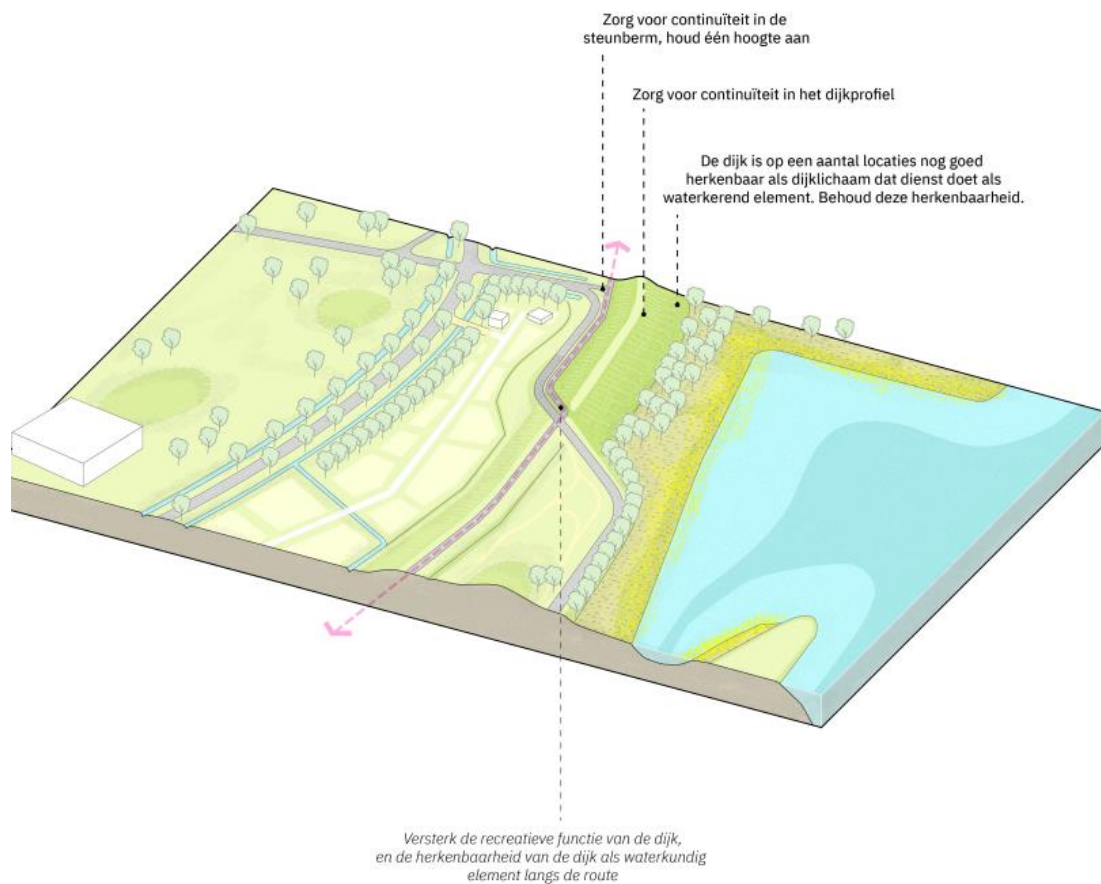 Zorg voor continuïteit in de
steunberm, houd één hoogte aan
Zorg voor continuïteit in het dijkprofiel
De dijk is op een aantal locaties nog goed
herkenbaar als dijklichaam dat dienst doet als
waterkerend element. Behoud deze herkenbaarheid.
Versterk de recreatieve functie van de dijk,
en de herkenbaarheid van de dijk als waterkundig
element langs de route